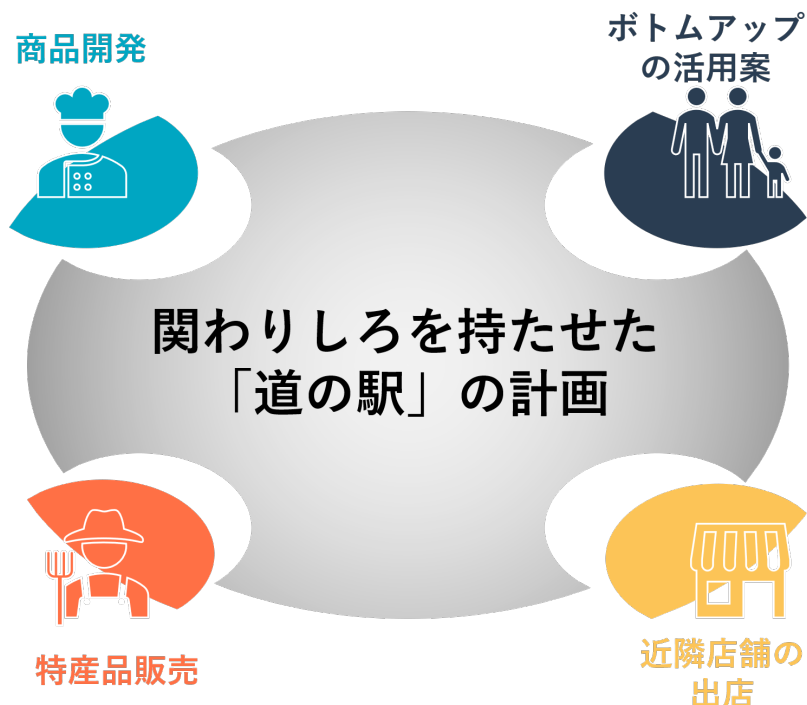 商品開発
ボトムアップ
の活用案
関わりしろを持たせた
「道の駅」の計画
特産品販売
近隣店舗の
出店